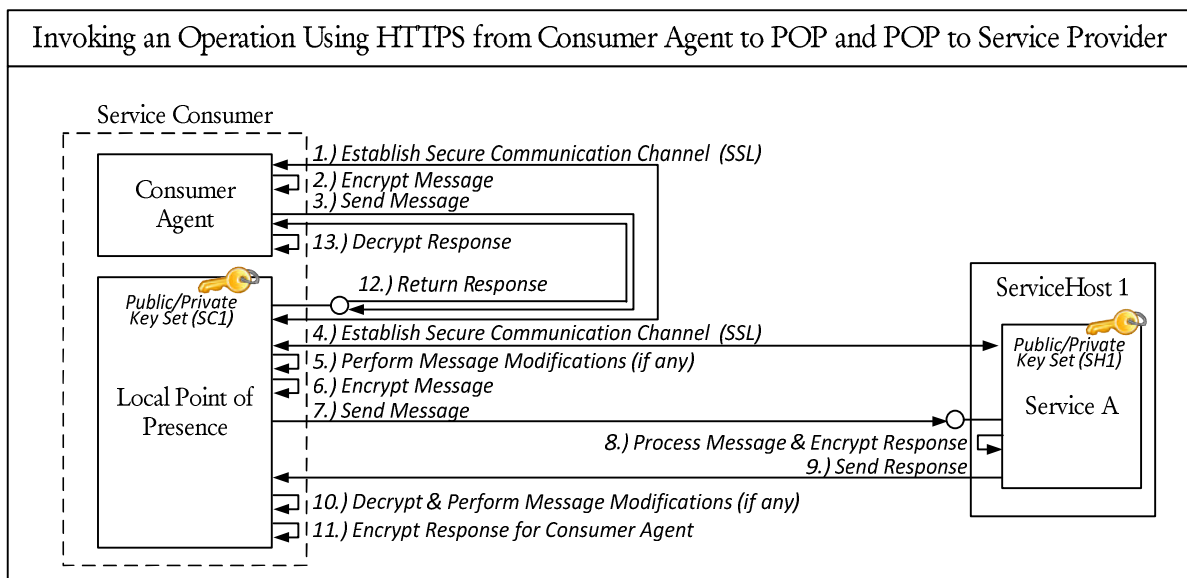 Invoking an Operation Using HTTPS from Consumer Agent to POP and POP to Service Provider
Service Consumer
Consumer
Agent
1.) Establish Secure Communication Channel (SSL)
2.) Encrypt Message
3.) Send Message
13.) Decrypt Response
12.) Return Response
Public/Private
Key Set (SC1)
Local Point of
Presence
4.) Establish Secure Communication Channel (SSL)
5.) Perform Message Modifications (if any)
6.) Encrypt Message
7.) Send Message
8.) Process Message & Encrypt Response
9.) Send Response
10.) Decrypt & Perform Message Modifications (if any)
11.) Encrypt Response for Consumer Agent
ServiceHost 1
Public/Private
Key Set (SH1)
Service A